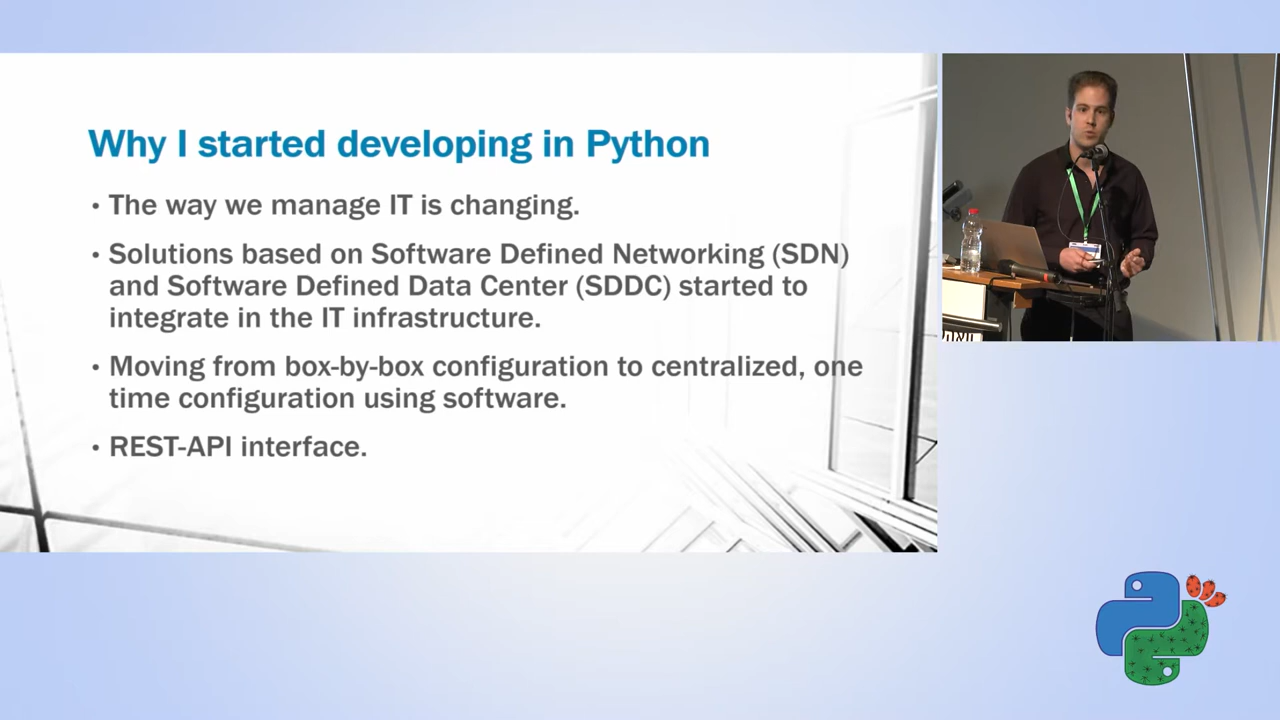 Why I started developing in Python
• The way we manage IT is changing.
• Solutions based on Software Defined Networking (SDN)
and Software Defined Data Center (SDDC) started to
integrate in the IT infrastructure.
• Moving from box-by-box configuration to centralized, one
time configuration using software.
• REST-API interface.